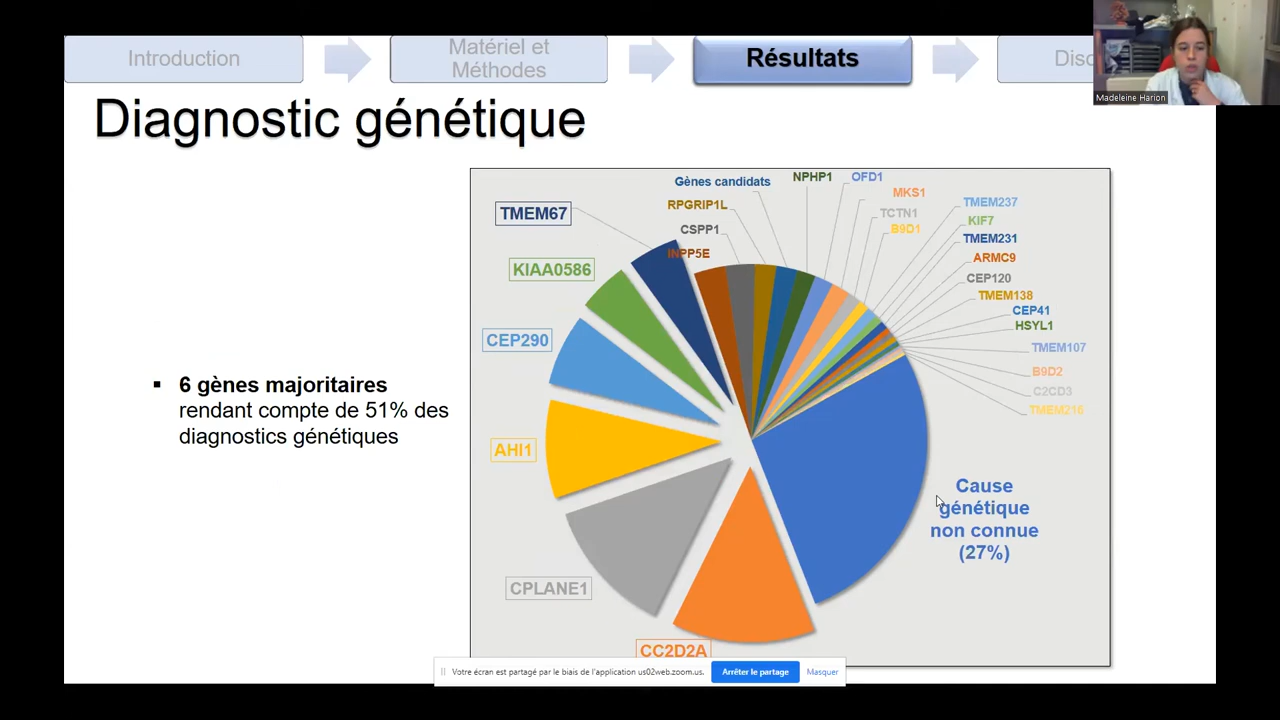 Introduction
Matériel et
Méthodes
Résultats
Disc
Madeleine Harion
Diagnostic génétique
6 gènes majoritaires
rendant compte de 51% des
diagnostics génétiques
TMEM67
KIAA0586
CEP290
AHI1
CPLANE1
CC2D2A
INPP5E
CSPP1
RPGRIP1L
Gènes candidats
NPHP1
OFD1
MKS1
TCTN1
B9D1
TMEM237
KIF7
TMEM231
ARMC9
CEP120
TMEM138
CEP41
HSYL1
TMEM107
B9D2
C2CD3
TMEM216
Cause
génétique
non connue
(27%)
Votre écran est partagé par le biais de l'application us02web.zoom.us.
Arrêter le partage
Masquer